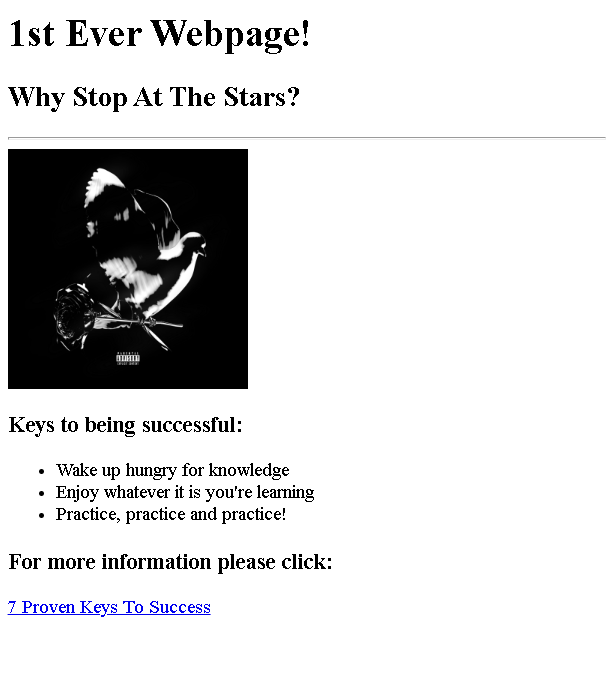 1st Ever Webpage!
Why Stop At The Stars?
PARENTAL
ADVISORY
EXPLICIT CONTENT
Keys to being successful:
• Wake up hungry for knowledge
• Enjoy whatever it is you're learning
• Practice, practice and practice!
For more information please click:
7 Proven Keys To Success